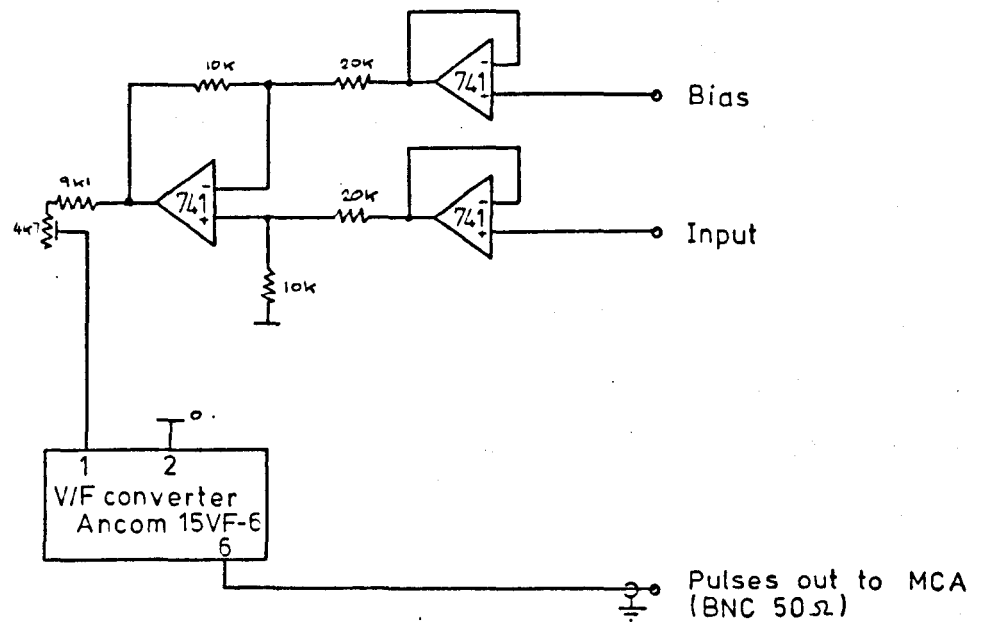 10K
20K
741
-
+
Bias
9K1
741
-
+
20K
741
-
+
Input
4K7
10K
0.
1 2
V/F converter
Ancom 15VF-6
6
Pulses out to MCA
(BNC 50Ω)